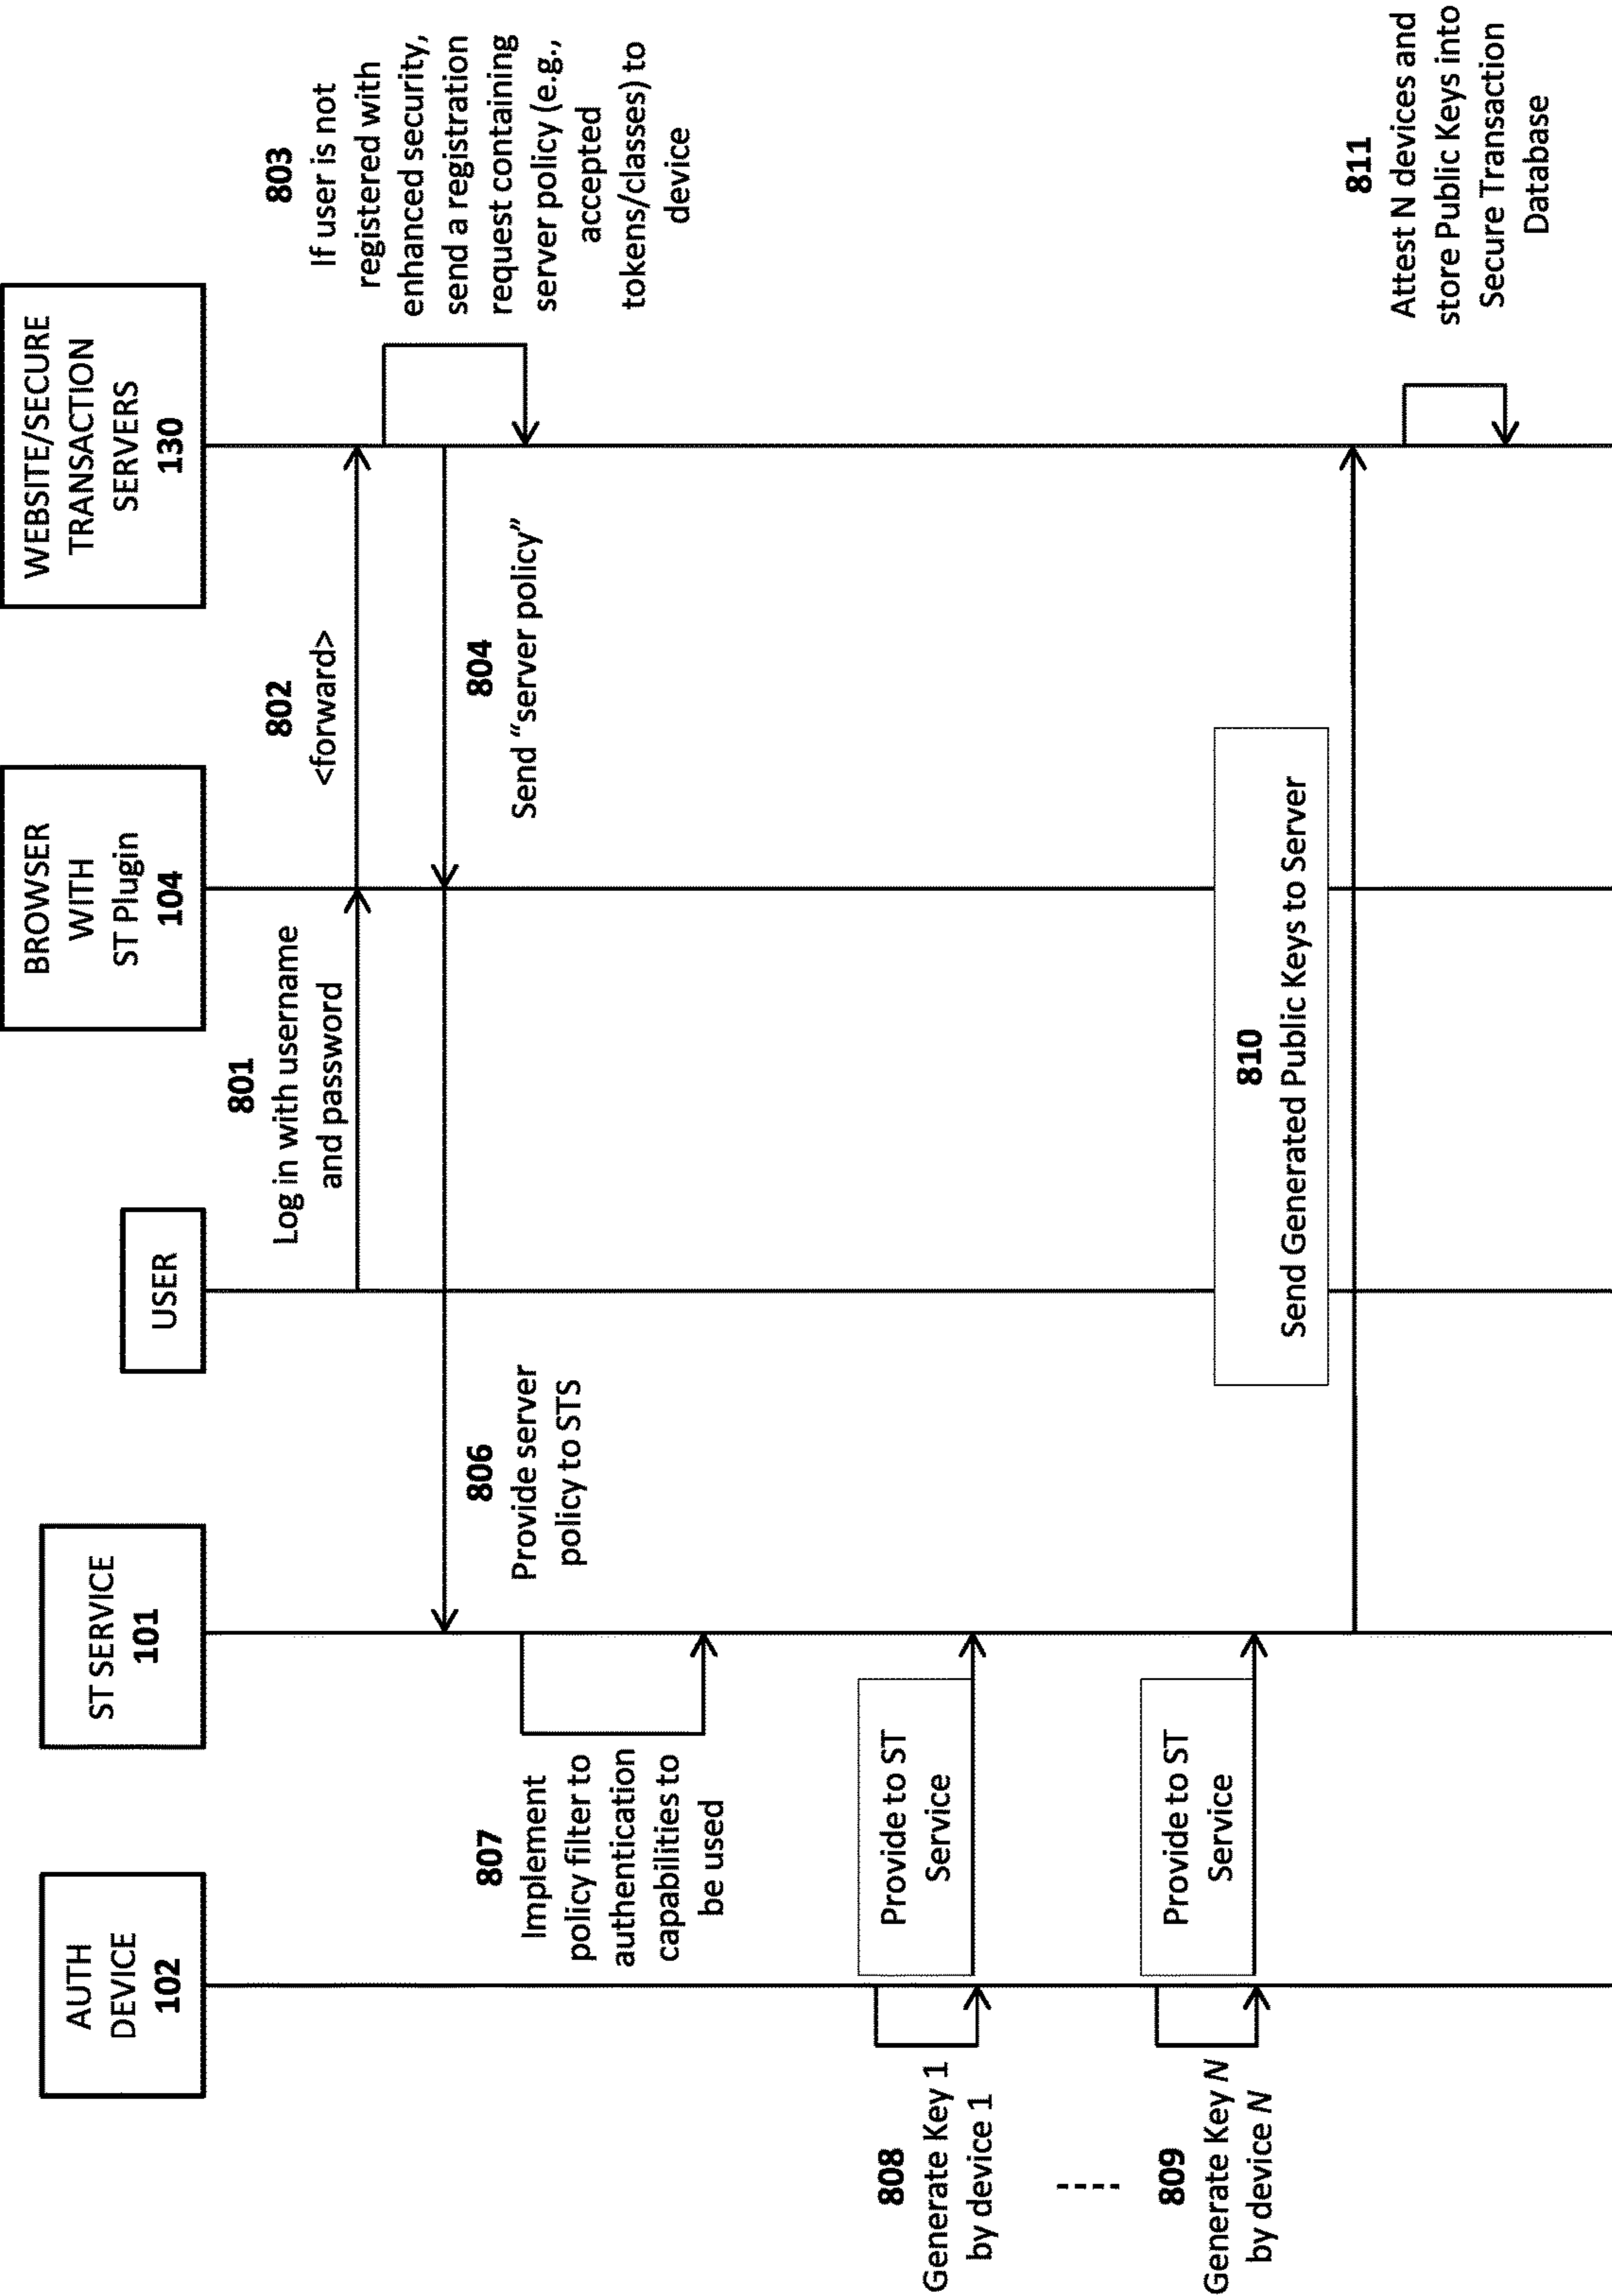 AUTH
DEVICE
102
ST SERVICE
101
USER
BROWSER
WITH
ST Plugin
104
WEBSITE/SECURE
TRANSACTION
SERVERS
130
801
Log in with username
and password
802
<forward>
803
If user is not
registered with
enhanced security,
send a registration
request containing
server policy (e.g.,
accepted
tokens/classes) to
device
804
Send “server policy”
806
Provide server
policy to STS
807
Implement
policy filter to
authentication
capabilities to
be used
808
Generate Key 1
by device 1
Provide to ST
Service
809
Generate Key N
by device N
Provide to ST
Service
810
Send Generated Public Keys to Server
811
Attest N devices and
store Public Keys into
Secure Transaction
Database